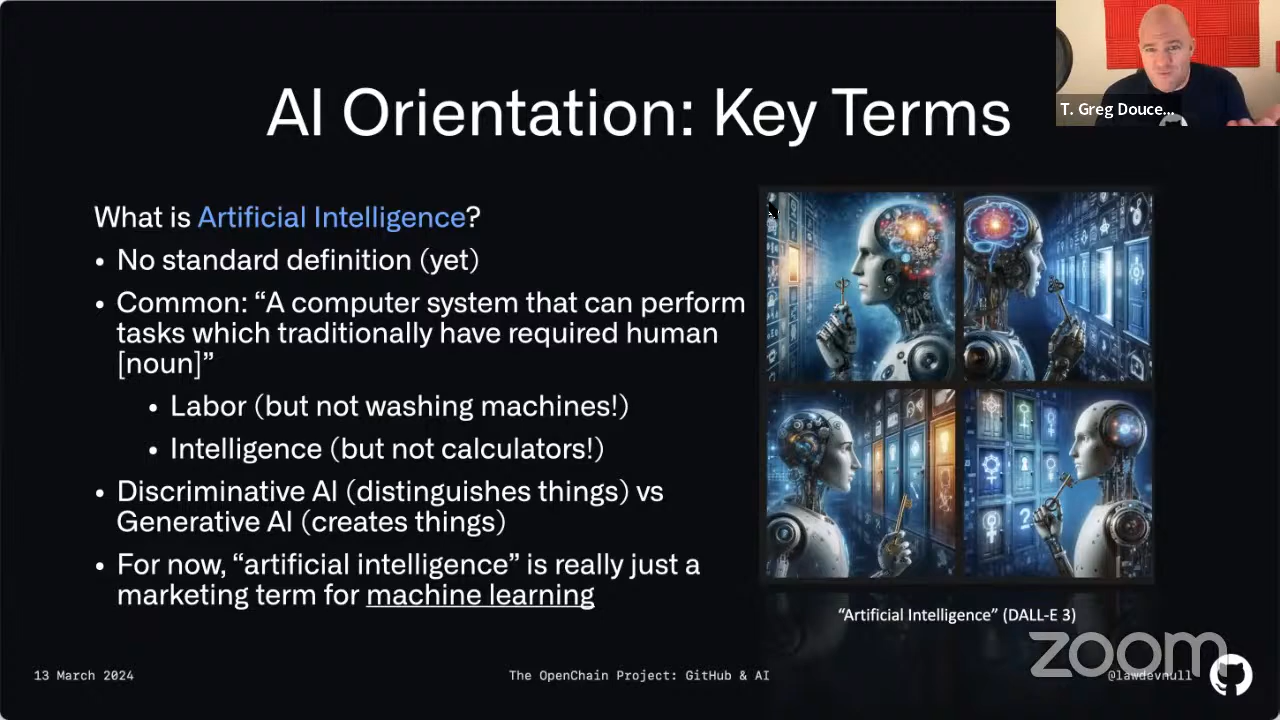 AI Orientation: Key Terms
T. Greg Douce...
What is Artificial Intelligence?
• No standard definition (yet)
• Common: “A computer system that can perform
tasks which traditionally have required human
[noun]”
• Labor (but not washing machines!)
• Intelligence (but not calculators!)
• Discriminative AI (distinguishes things) vs
Generative AI (creates things)
• For now, “artificial intelligence” is really just a
marketing term for machine learning
“Artificial Intelligence” (DALL-E 3)
zoom
13 March 2024
The OpenChain Project: GitHub & AI
@lawdevnull